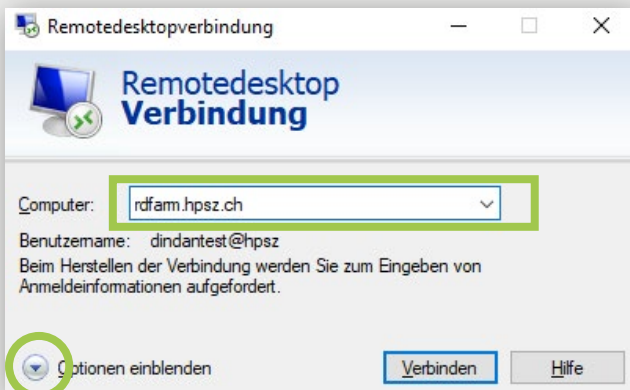 Remotedesktopverbindung
Remotedesktop
Verbindung
Computer: rdfarm.hpsz.ch
Benutzername: dindantest@hpsz
Beim Herstellen der Verbindung werden Sie zum Eingeben von
Anmeldeinformationen aufgefordert.
Optionen einblenden Verbinden Hilfe